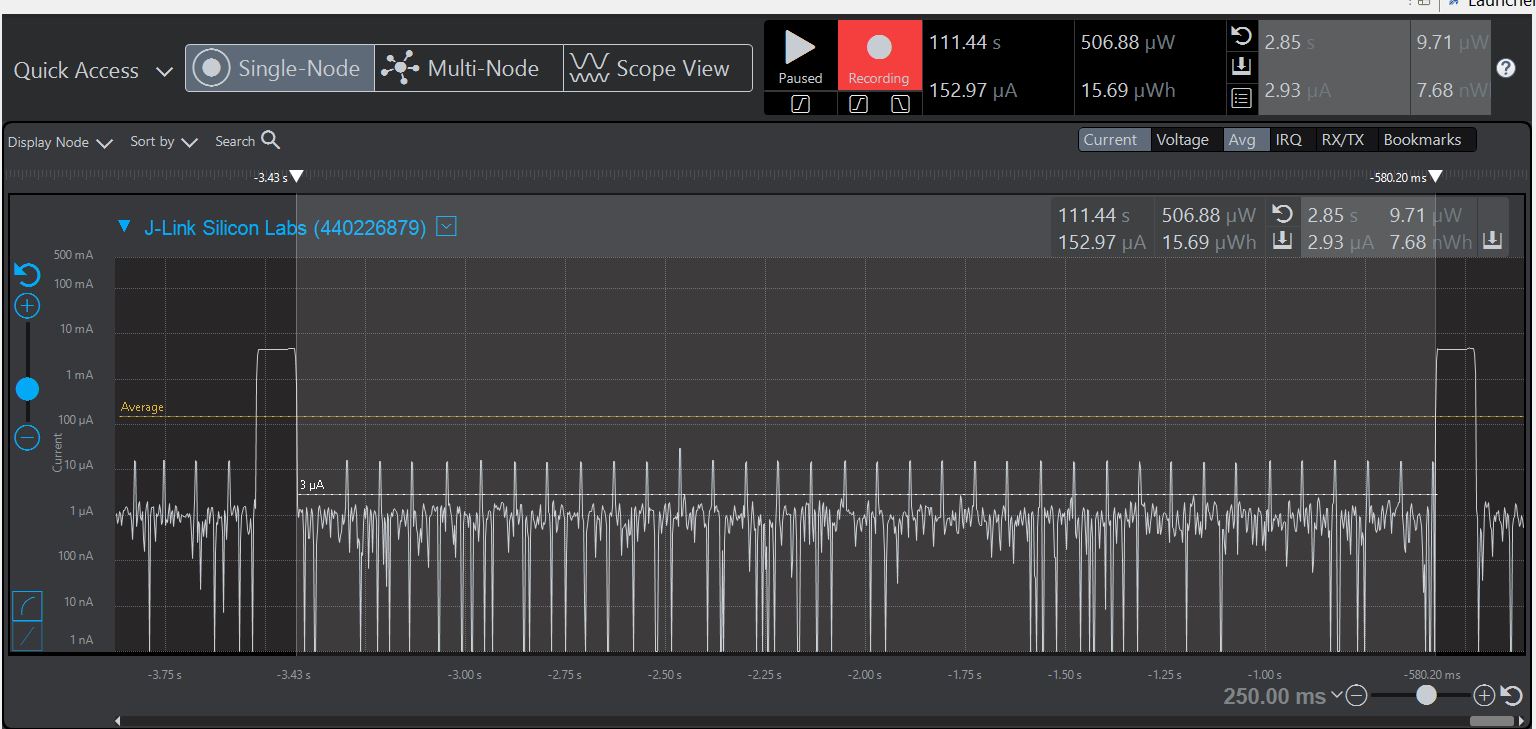 Launcher
Quick Access
Single-Node
Multi-Node
Scope View
Paused
Recording
111.44 s
506.88 µW
152.97 µA
15.69 µWh
2.85 s
9.71 µW
2.93 µA
7.68 nW
Display Node
Sort by
Search
Current
Voltage
Avg
IRQ
RX/TX
Bookmarks
-3.43 s
-580.20 ms
J-Link Silicon Labs (440226879)
111.44 s 506.88 µW
152.97 µA 15.69 µWh
2.85 s 9.71 µW
2.93 µA 7.68 nWh
500 mA
100 mA
10 mA
1 mA
Average
100 µA
Current
10 µA
3 µA
1 µA
100 nA
10 nA
1 nA
-3.75 s
-3.43 s
-3.00 s
-2.75 s
-2.50 s
-2.25 s
-2.00 s
-1.75 s
-1.50 s
-1.25 s
-1.00 s
-580.20 ms
250.00 ms